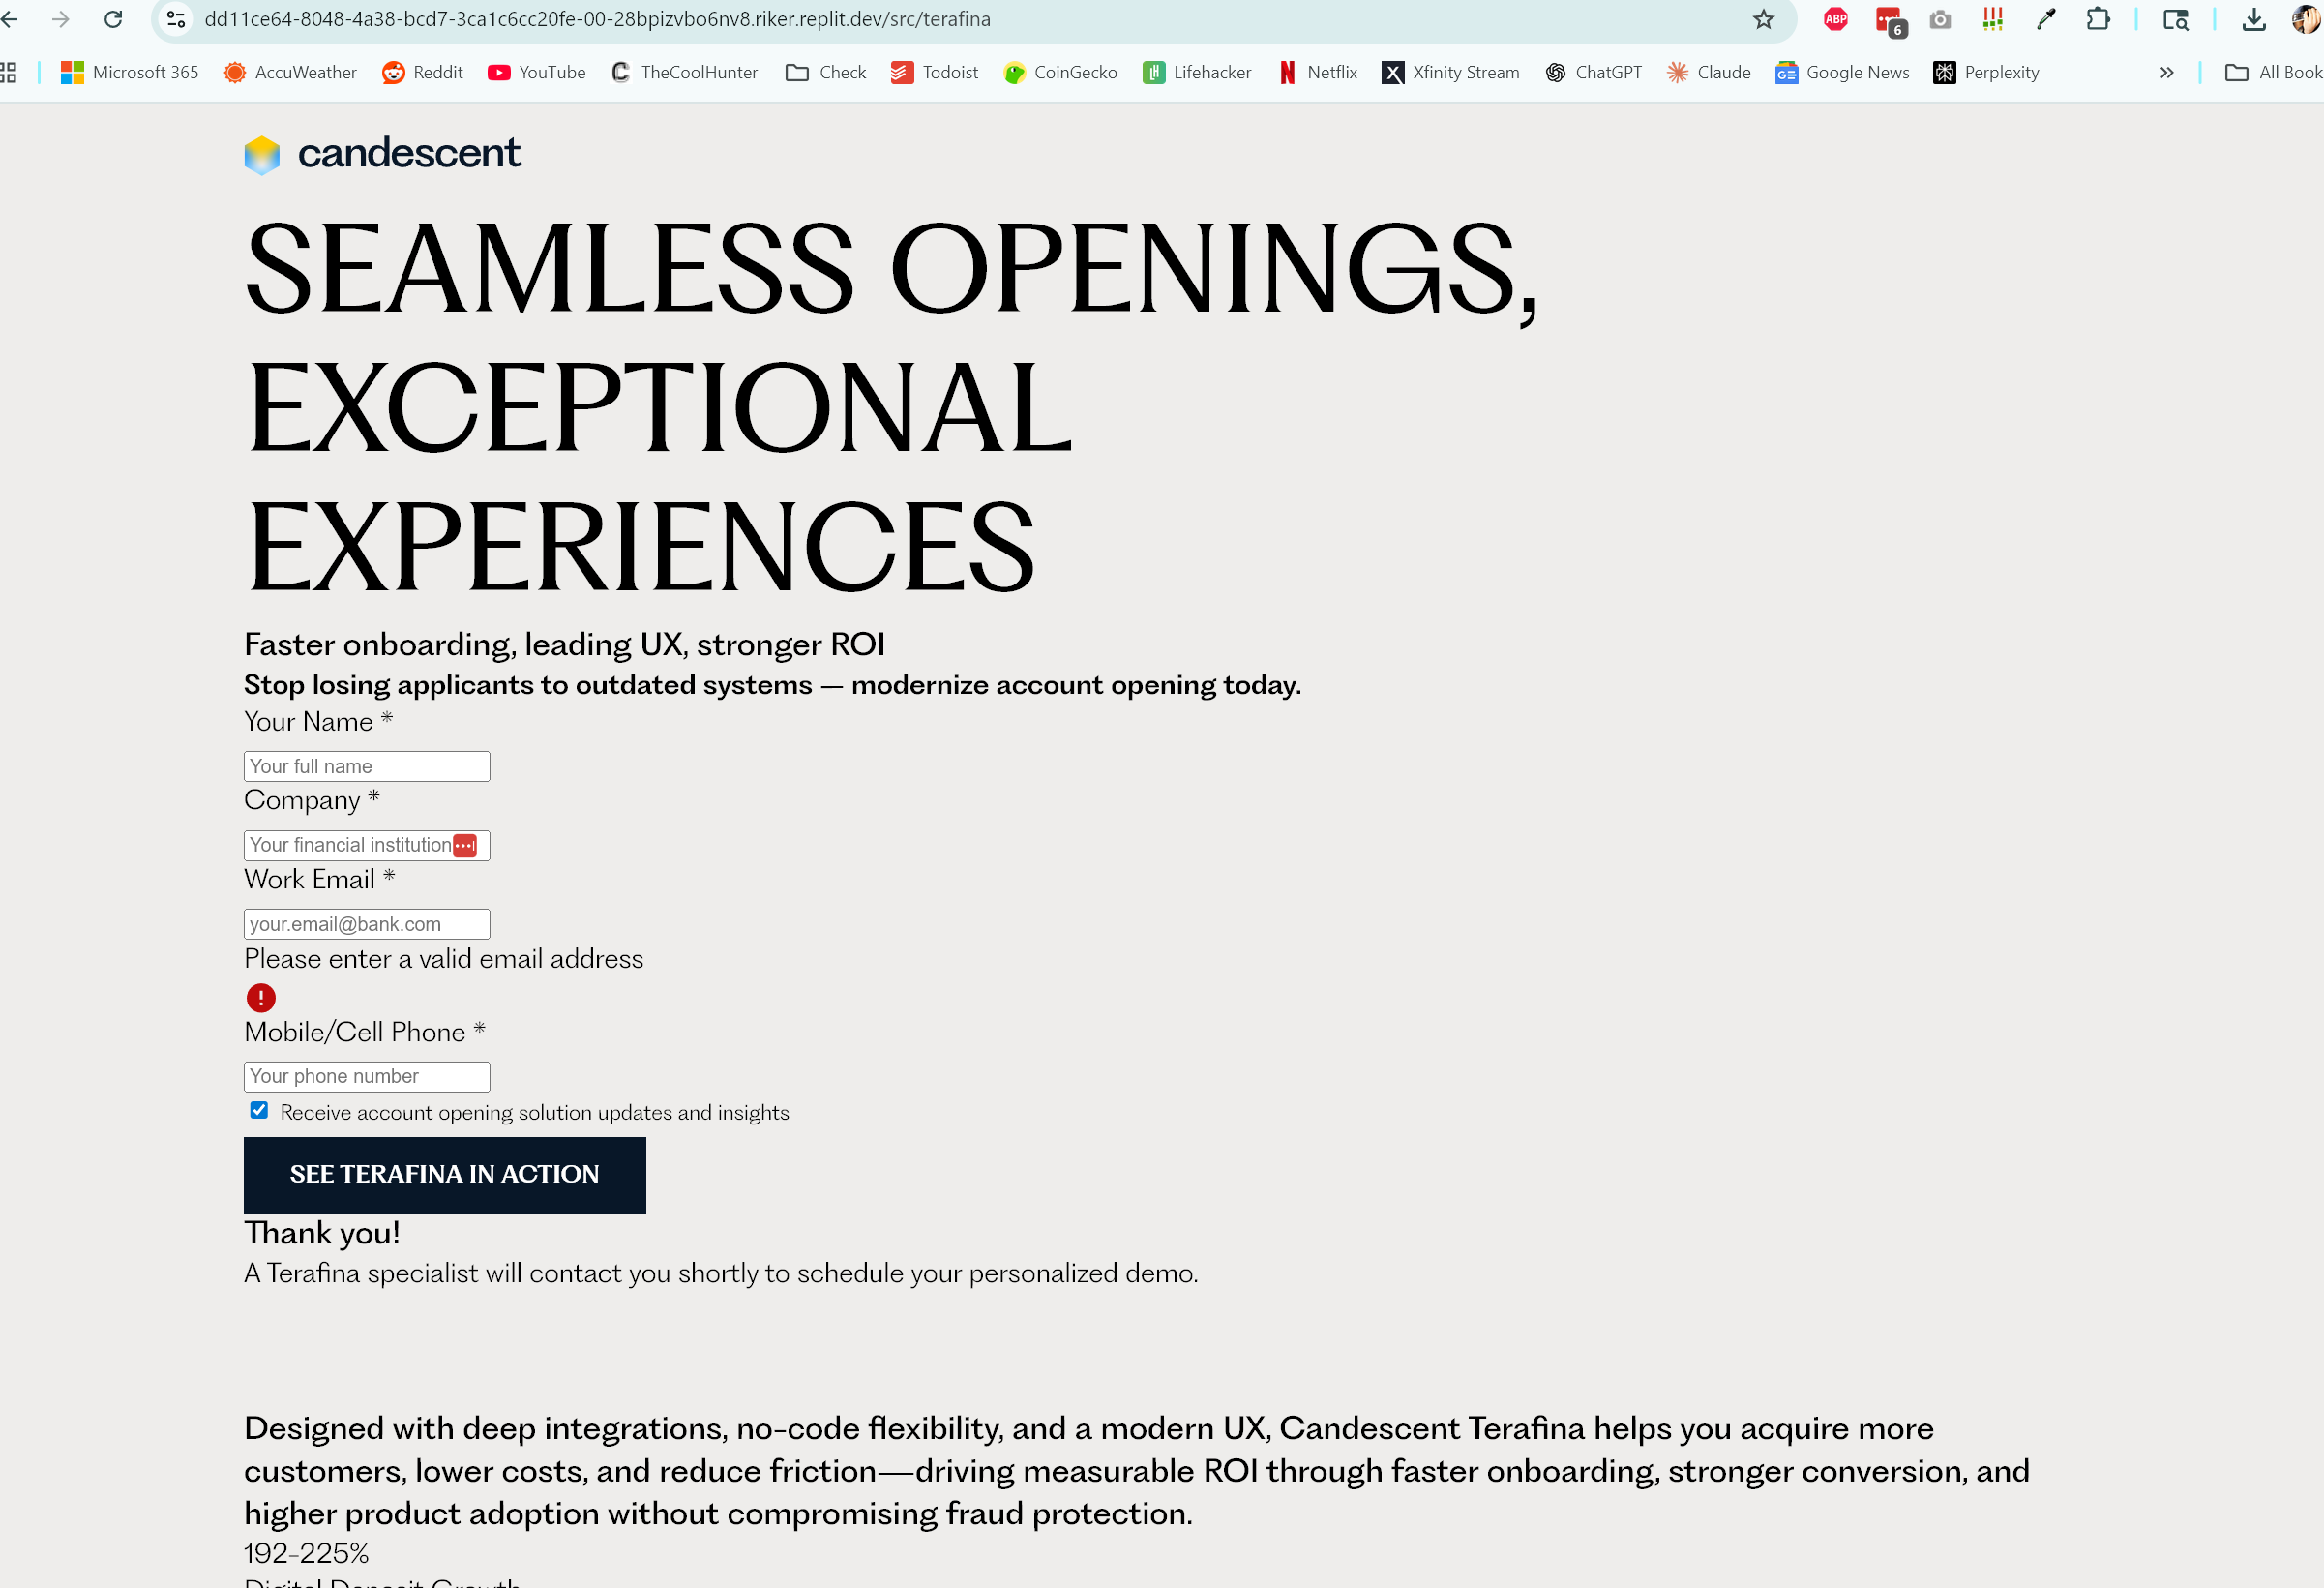 dd11ce64-8048-4a38-bcd7-3ca1c6cc20fe-00-28bpizvbo6nv8.riker.replit.dev/src/terafina
ABP
6
Microsoft 365
AccuWeather
Reddit
YouTube
TheCoolHunter
Check
Todoist
CoinGecko
LH
Lifehacker
Netflix
Xfinity Stream
ChatGPT
Claude
GE
Google News
Perplexity
All Book
candescent
SEAMLESS OPENINGS,
EXCEPTIONAL
EXPERIENCES
Faster onboarding, leading UX, stronger ROI
Stop losing applicants to outdated systems — modernize account opening today.
Your Name *
Your full name
Company *
Your financial institution
Work Email *
your.email@bank.com
Please enter a valid email address
Mobile/Cell Phone *
Your phone number
Receive account opening solution updates and insights
SEE TERAFINA IN ACTION
Thank you!
A Terafina specialist will contact you shortly to schedule your personalized demo.
Designed with deep integrations, no-code flexibility, and a modern UX, Candescent Terafina helps you acquire more
customers, lower costs, and reduce friction—driving measurable ROI through faster onboarding, stronger conversion, and
higher product adoption without compromising fraud protection.
192-225%
Digital Deposit Growth